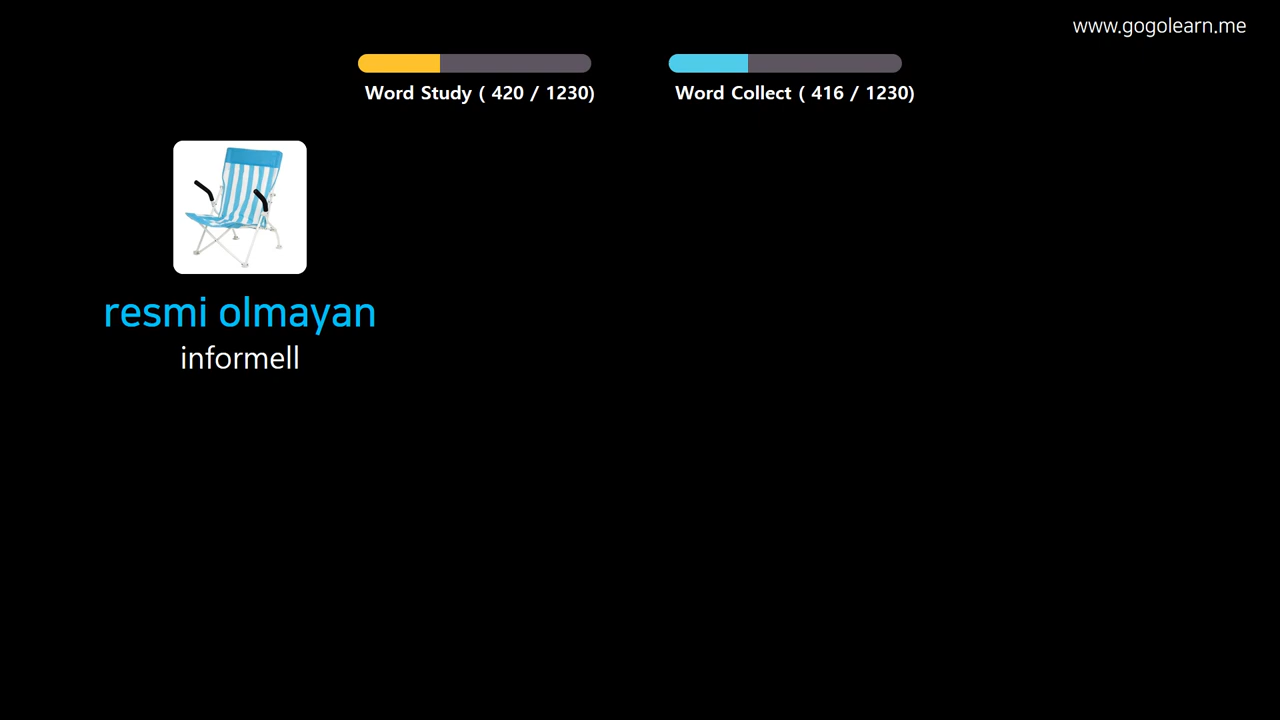 www.gogolearn.me
Word Study ( 420 / 1230)
Word Collect ( 416 / 1230)
resmi olmayan
informell